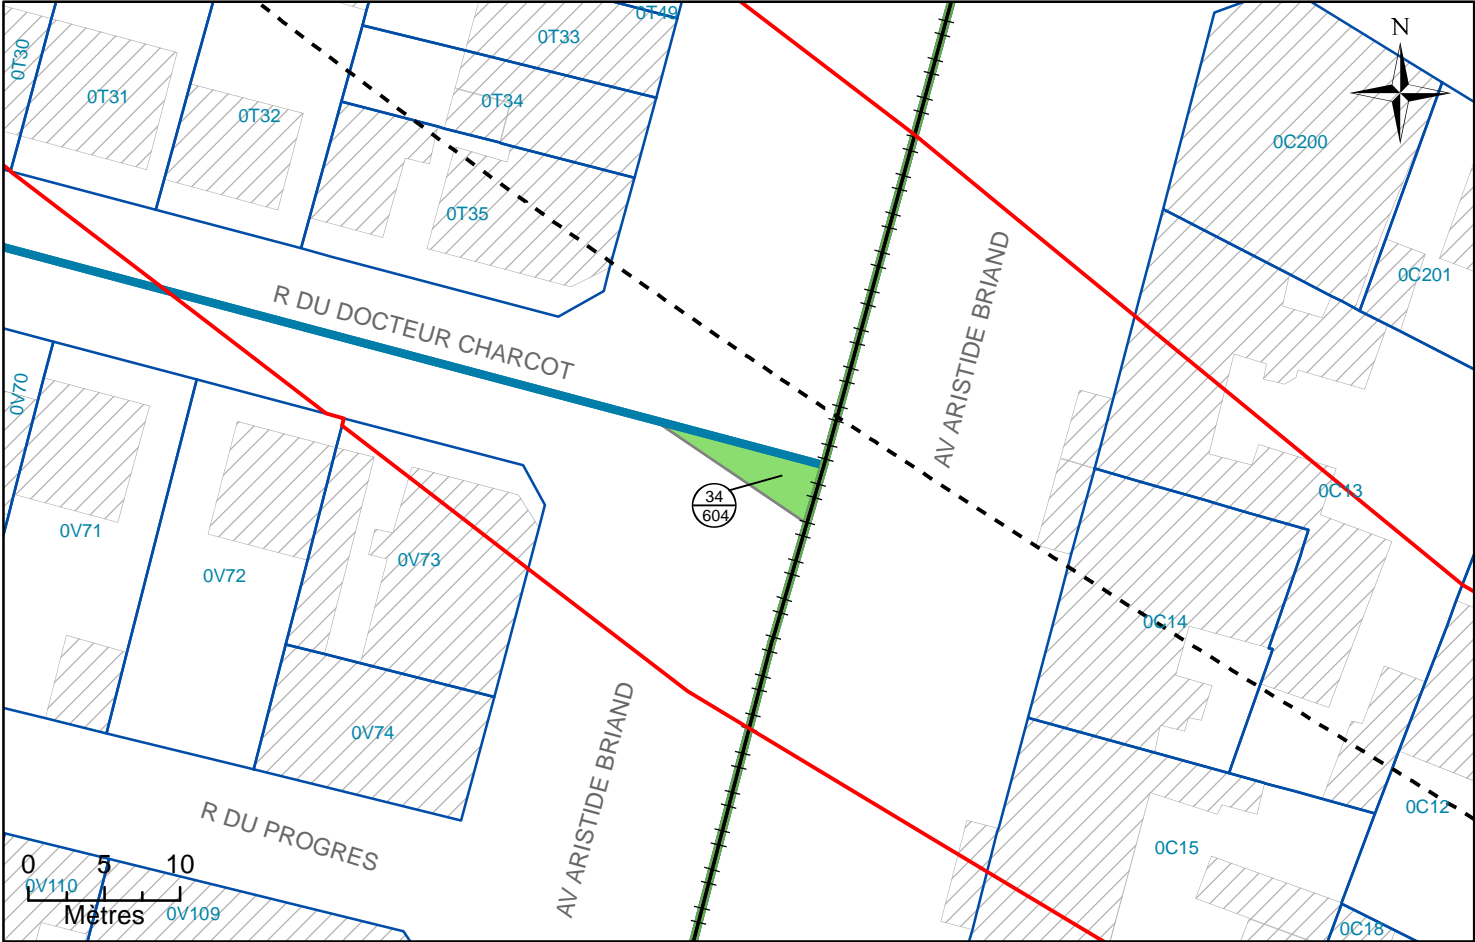 0T49
N
0T33
0T30
0T31
0T34
0T32
0C200
0T35
AV ARISTIDE BRIAND
0C201
R DU DOCTEUR CHARCOT
0V70
34
604
0C13
0V71
0V73
0V72
0C14
0V74
AV ARISTIDE BRIAND
0C12
R DU PROGRES
0C15
0 5 10
Mètres
0V110
0V109
0C18